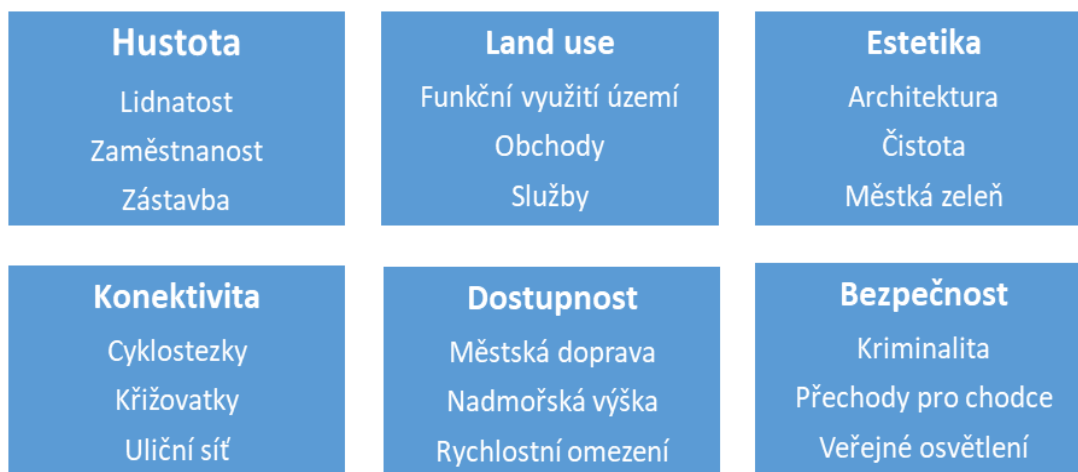 Hustota
Lidnatost
Zaměstnanost
Zástavba
Land use
Funkční využití území
Obchody
Služby
Estetika
Architektura
Čistota
Městká zeleň
Konektivita
Cyklostezky
Křižovatky
Uliční síť
Dostupnost
Městská doprava
Nadmořská výška
Rychlostní omezení
Bezpečnost
Kriminalita
Přechody pro chodce
Veřejné osvětlení